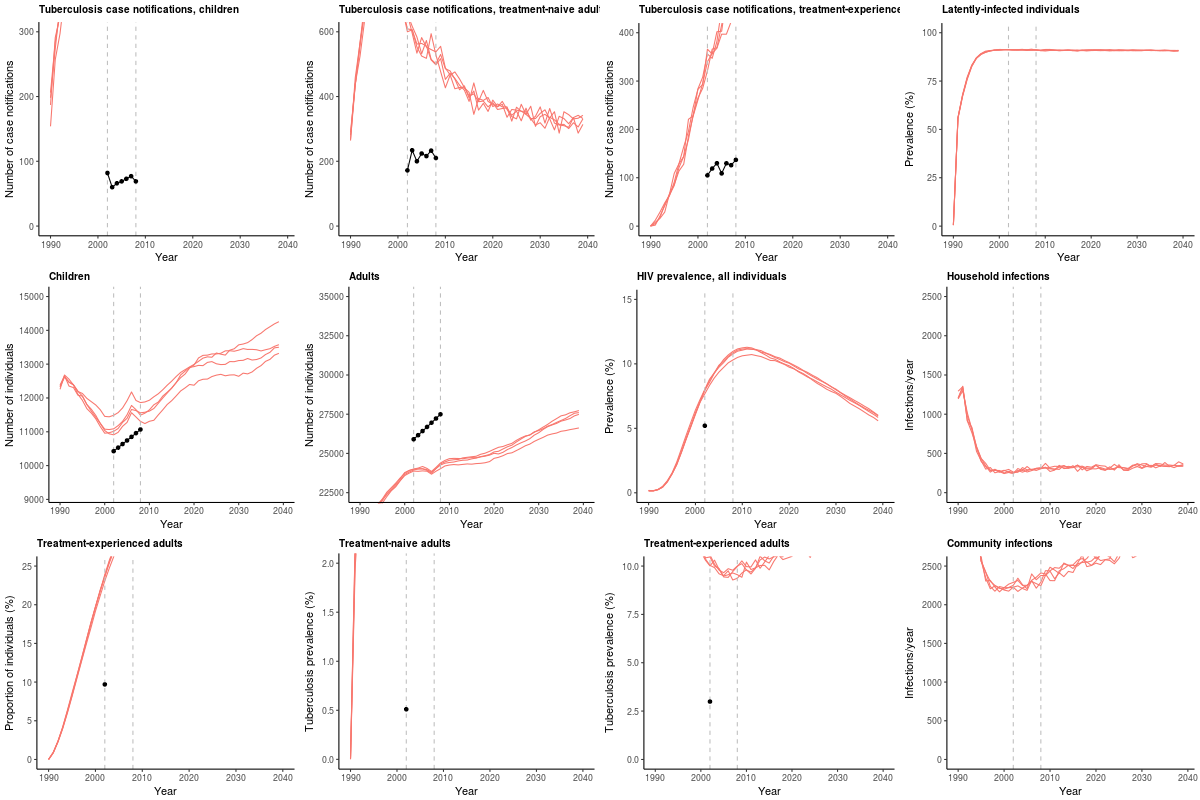 Tuberculosis case notifications, children
Number of case notifications
300
200
100
0
1990 2000 2010 2020 2030 2040
Year
Tuberculosis case notifications, treatment-naive adul
Number of case notifications
600
400
200
0
1990 2000 2010 2020 2030 2040
Year
Tuberculosis case notifications, treatment-experience
Number of case notifications
400
300
200
100
0
1990 2000 2010 2020 2030 2040
Year
Latently-infected individuals
Prevalence (%)
100
75
50
25
0
1990 2000 2010 2020 2030 2040
Year
Children
Number of individuals
15000
14000
13000
12000
11000
10000
9000
1990 2000 2010 2020 2030 2040
Year
Adults
Number of individuals
35000
32500
30000
27500
25000
22500
1990 2000 2010 2020 2030 2040
Year
HIV prevalence, all individuals
Prevalence (%)
15
10
5
0
1990 2000 2010 2020 2030 2040
Year
Household infections
Infections/year
2500
2000
1500
1000
500
0
1990 2000 2010 2020 2030 2040
Year
Treatment-experienced adults
Proportion of individuals (%)
25
20
15
10
5
0
1990 2000 2010 2020 2030 2040
Year
Treatment-naive adults
Tuberculosis prevalence (%)
2.0
1.5
1.0
0.5
0.0
1990 2000 2010 2020 2030 2040
Year
Treatment-experienced adults
Tuberculosis prevalence (%)
10.0
7.5
5.0
2.5
0.0
1990 2000 2010 2020 2030 2040
Year
Community infections
Infections/year
2500
2000
1500
1000
500
0
1990 2000 2010 2020 2030 2040
Year